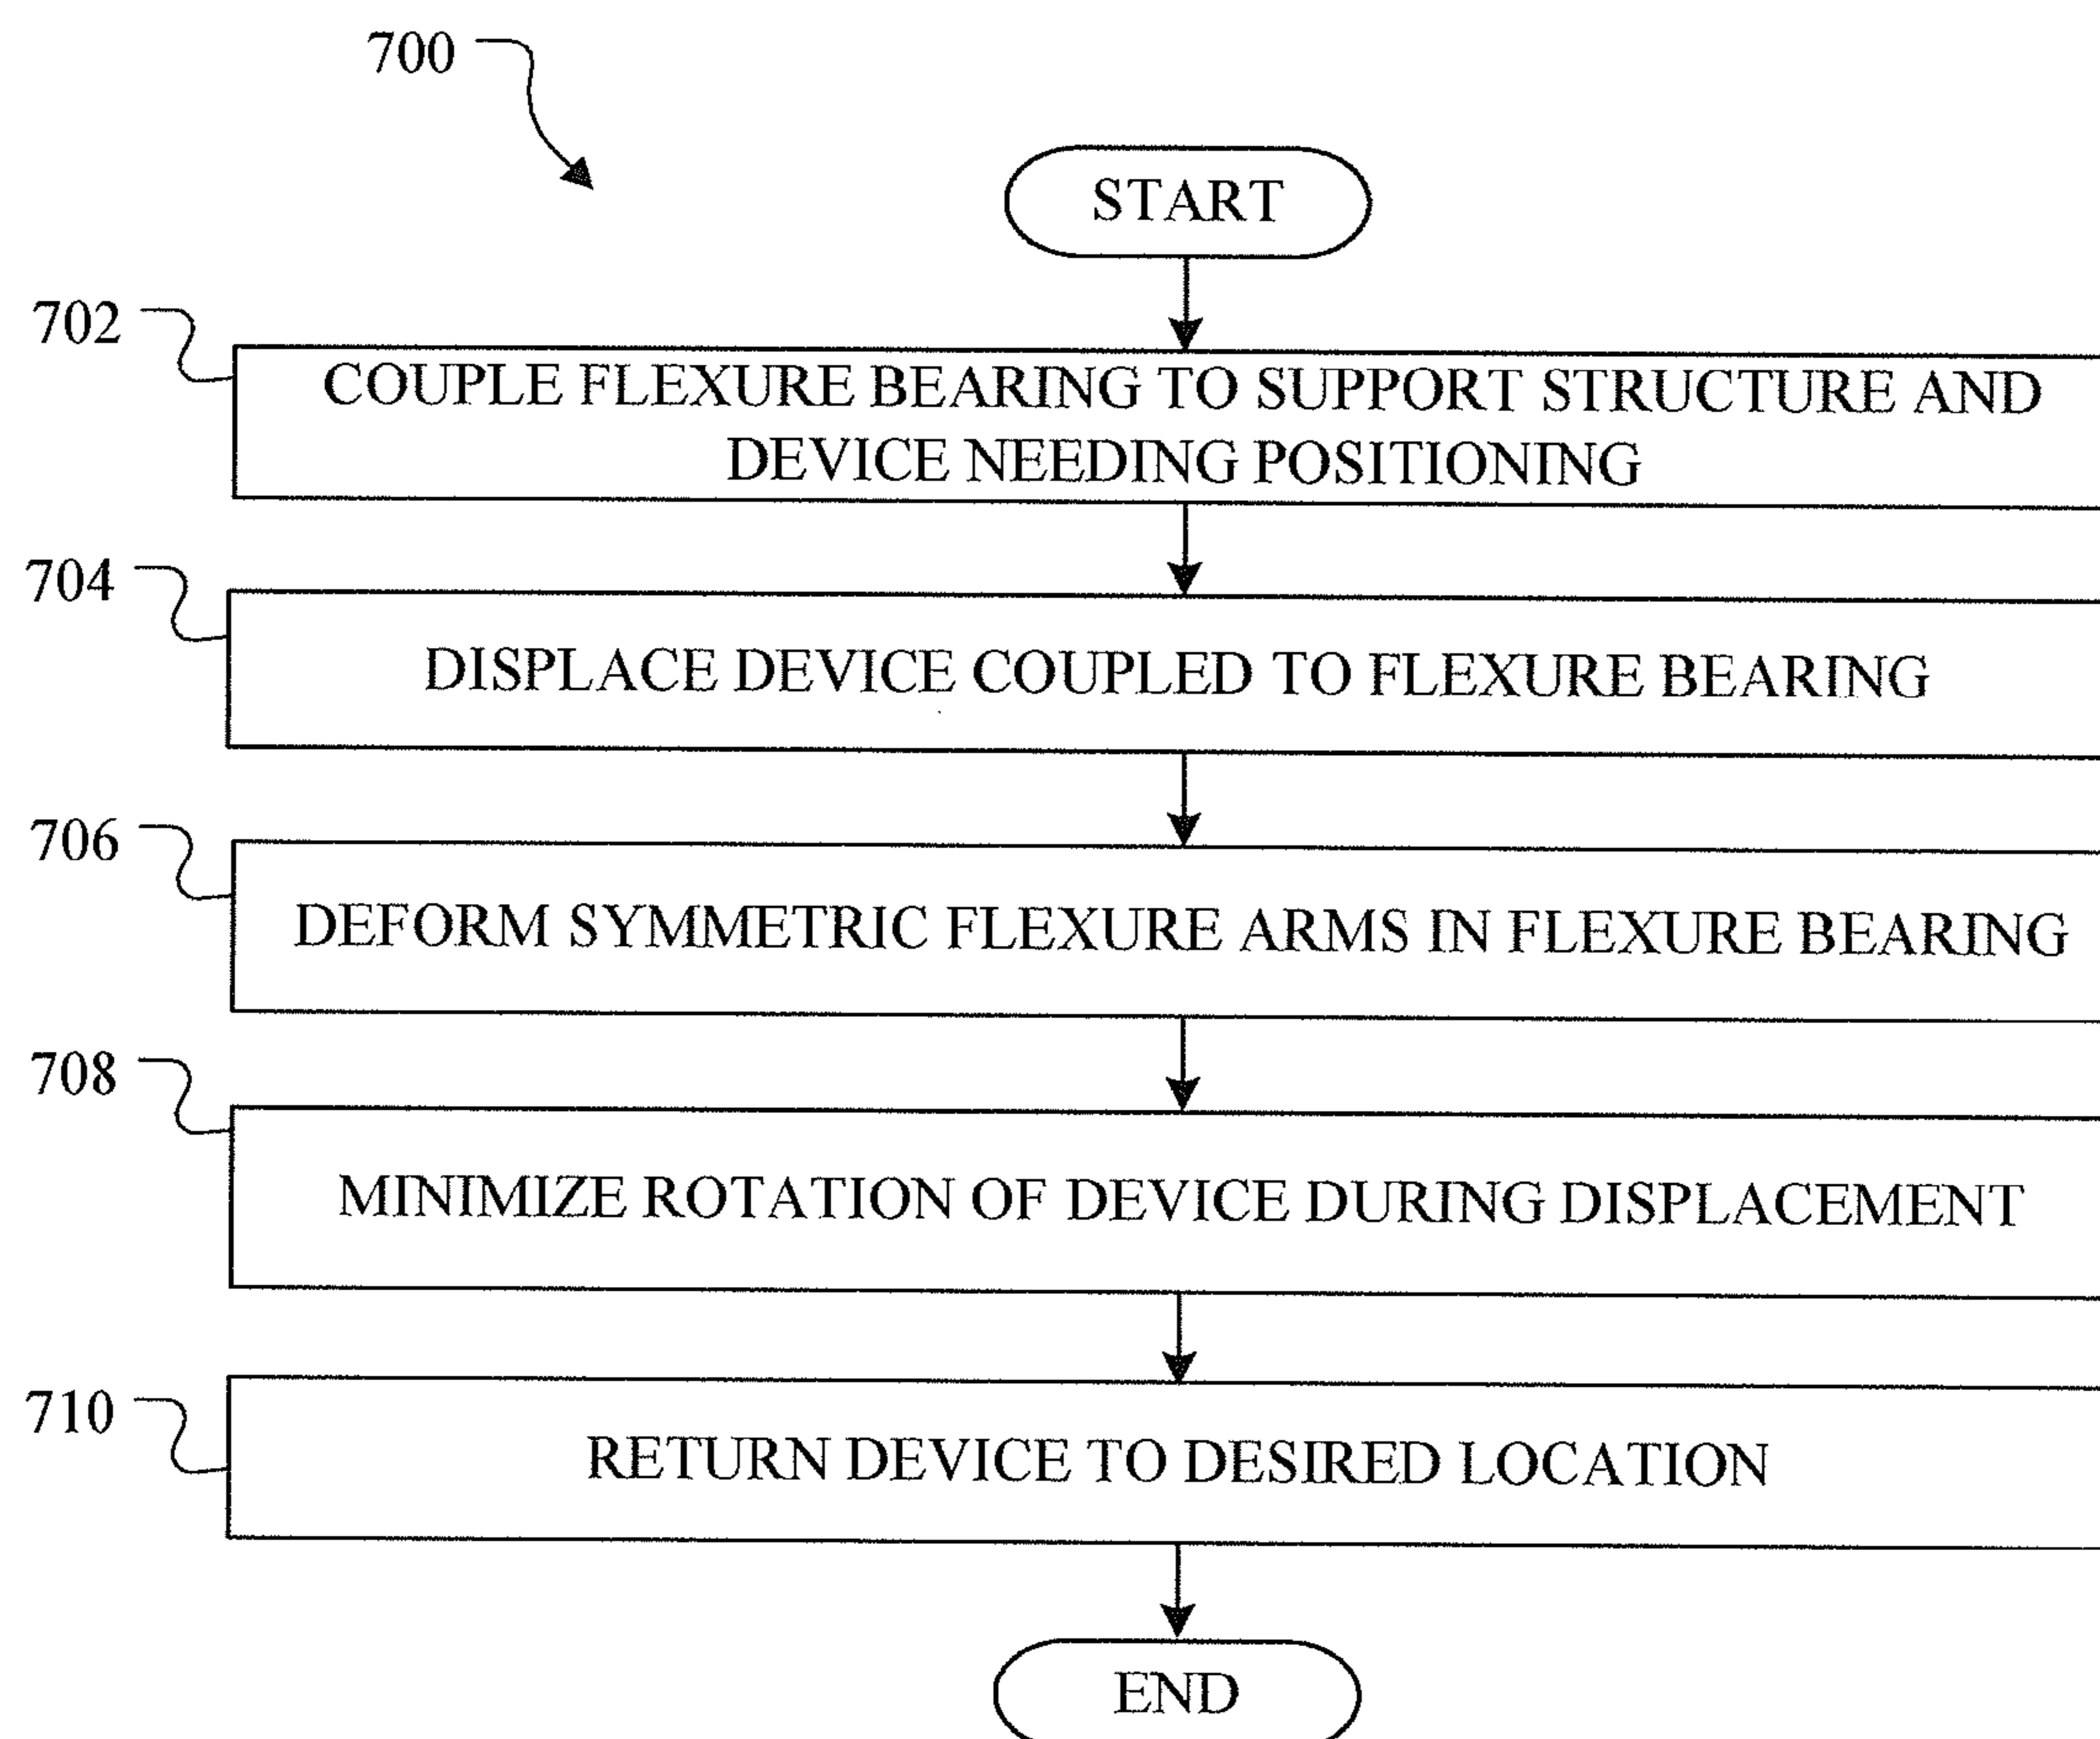 700
START
702
COUPLE FLEXURE BEARING TO SUPPORT STRUCTURE AND
DEVICE NEEDING POSITIONING
704
DISPLACE DEVICE COUPLED TO FLEXURE BEARING
706
DEFORM SYMMETRIC FLEXURE ARMS IN FLEXURE BEARING
708
MINIMIZE ROTATION OF DEVICE DURING DISPLACEMENT
710
RETURN DEVICE TO DESIRED LOCATION
END